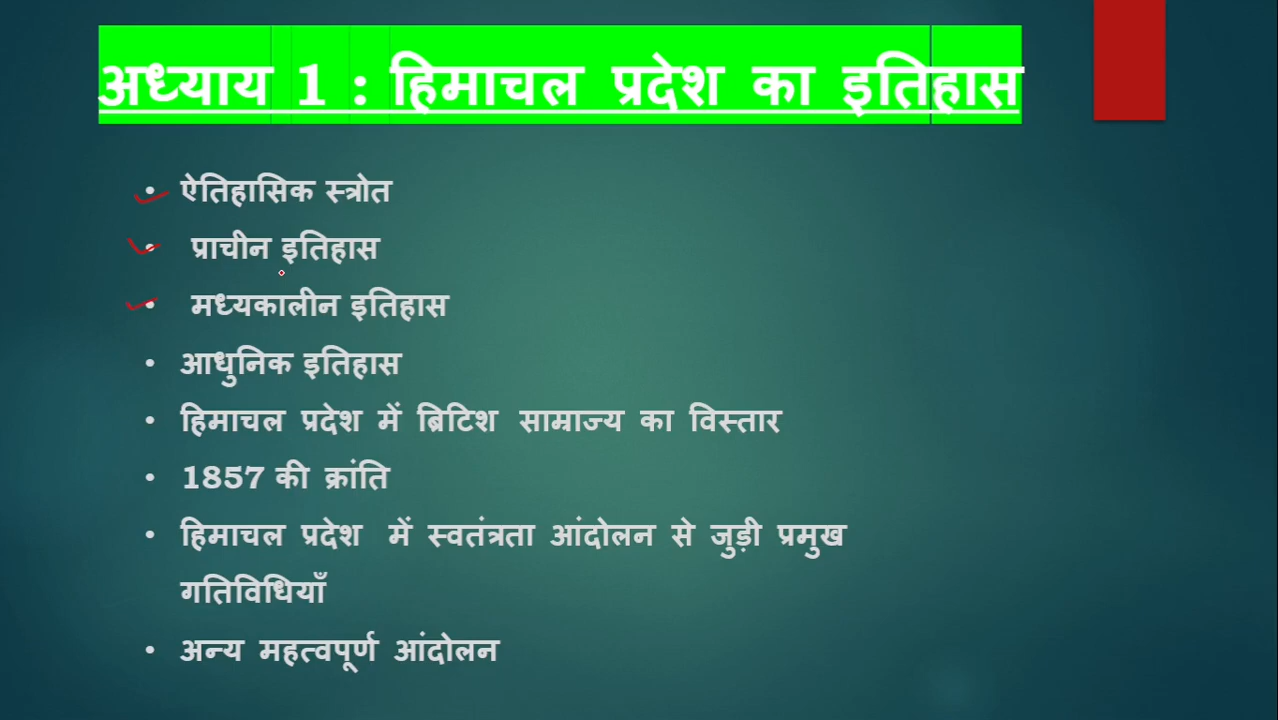 अध्याय 1 : हिमाचल प्रदेश का इतिहास
• ऐतिहासिक स्त्रोत
• प्राचीन इतिहास
• मध्यकालीन इतिहास
• आधुनिक इतिहास
• हिमाचल प्रदेश में ब्रिटिश साम्राज्य का विस्तार
• 1857 की क्रांति
• हिमाचल प्रदेश में स्वतंत्रता आंदोलन से जुड़ी प्रमुख
गतिविधियाँ
• अन्य महत्वपूर्ण आंदोलन